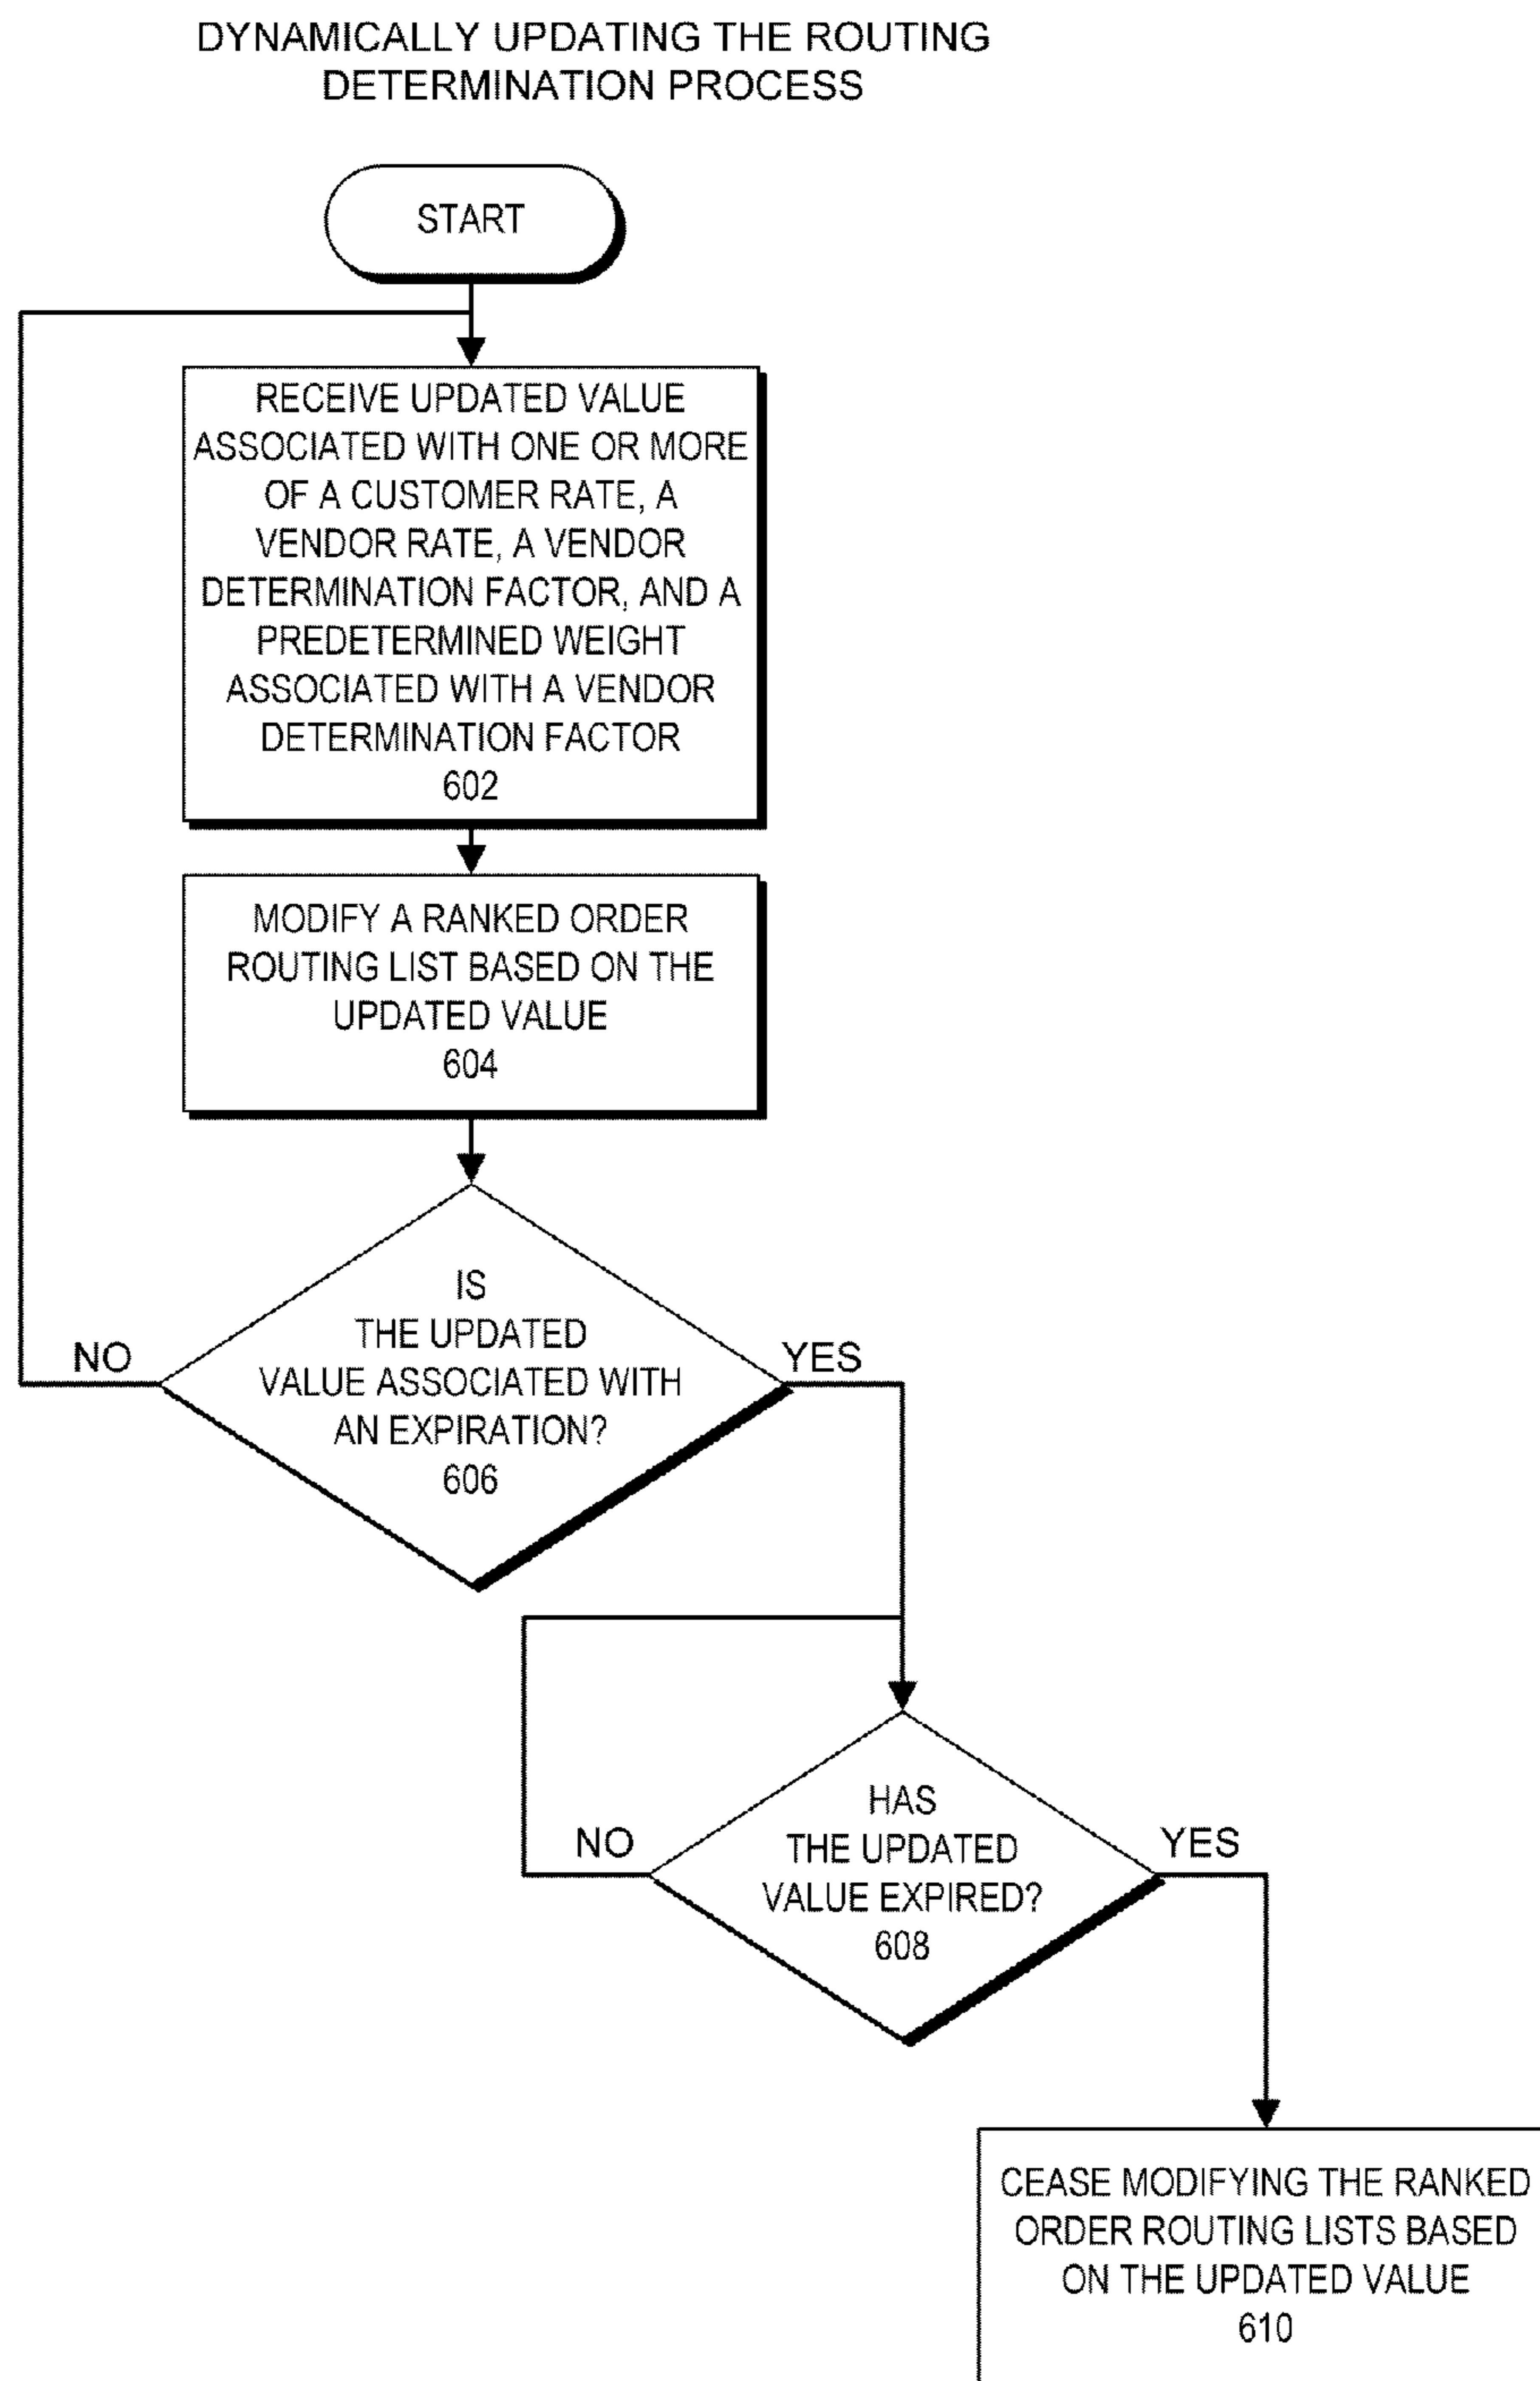 DYNAMICALLY UPDATING THE ROUTING
DETERMINATION PROCESS
START
RECEIVE UPDATED VALUE
ASSOCIATED WITH ONE OR MORE
OF A CUSTOMER RATE, A
VENDOR RATE, A VENDOR
DETERMINATION FACTOR, AND A
PREDETERMINED WEIGHT
ASSOCIATED WITH A VENDOR
DETERMINATION FACTOR
602
MODIFY A RANKED ORDER
ROUTING LIST BASED ON THE
UPDATED VALUE
604
IS
THE UPDATED
VALUE ASSOCIATED WITH
AN EXPIRATION?
606
NO
YES
HAS
THE UPDATED
VALUE EXPIRED?
608
NO
YES
CEASE MODIFYING THE RANKED
ORDER ROUTING LISTS BASED
ON THE UPDATED VALUE
610